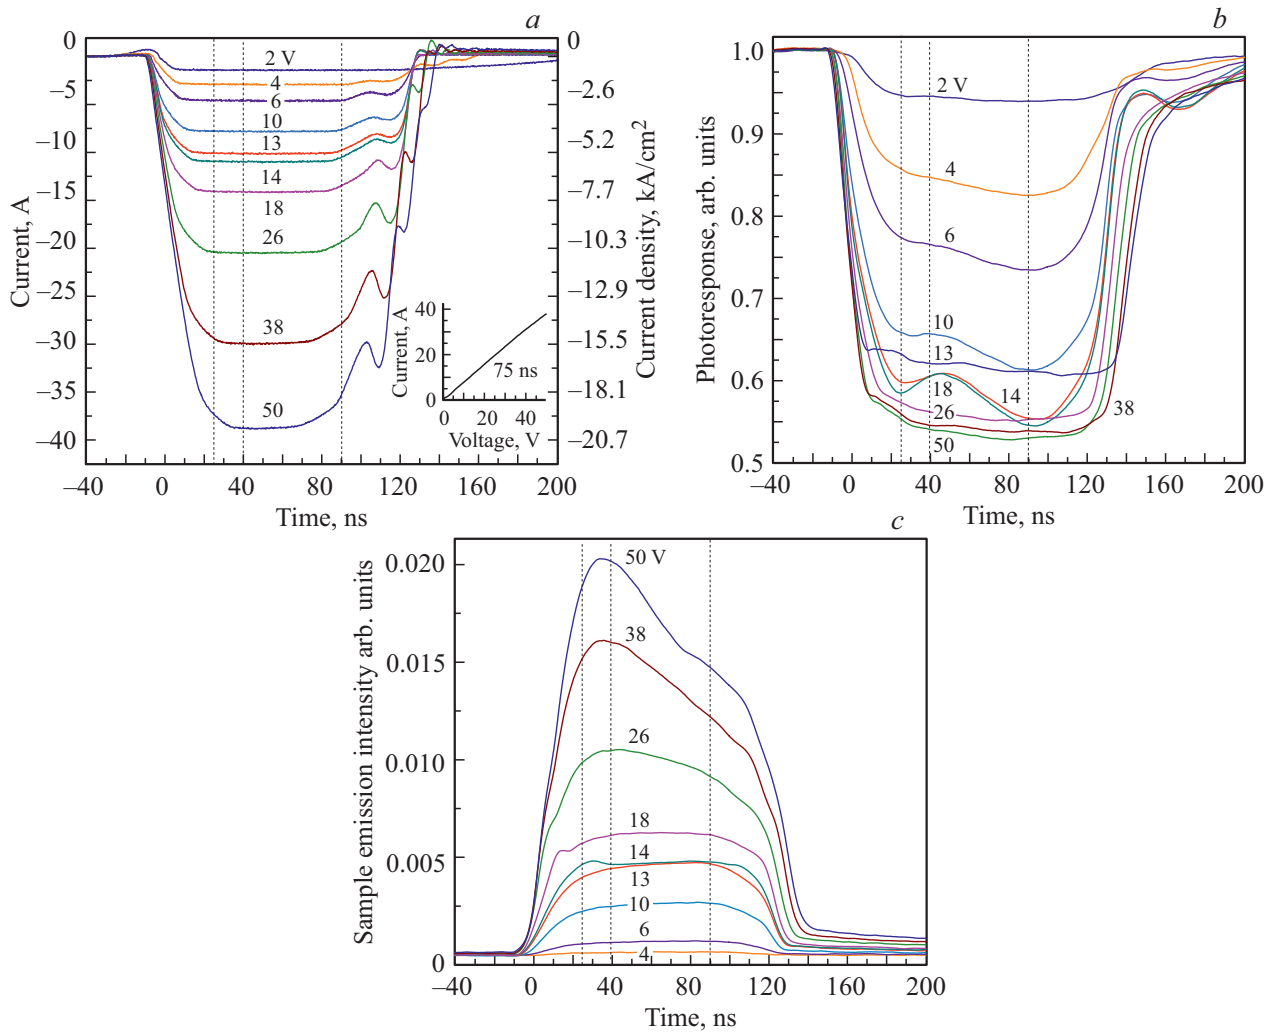 a
0
–5
–10
–15
–20
–25
–30
–35
–40
Current, A
2 V
4
6
10
13
14
18
26
38
50
0
–2.6
–5.2
–7.7
–10.3
–12.9
–15.5
–18.1
–20.7
Current density, kA/cm2
40
20
0
Current, A
75 ns
0 20 40
Voltage, V
–40 0 40 80 120 160 200
Time, ns
b
1.0
0.9
0.8
0.7
0.6
0.5
Photoresponse, arb. units
2 V
4
6
10
13
14
18
26
38
50
–40 0 40 80 120 160 200
Time, ns
c
0.020
0.015
0.010
0.005
0
Sample emission intensity arb. units
50 V
38
26
18
14
13
10
6
4
–40 0 40 80 120 160 200
Time, ns